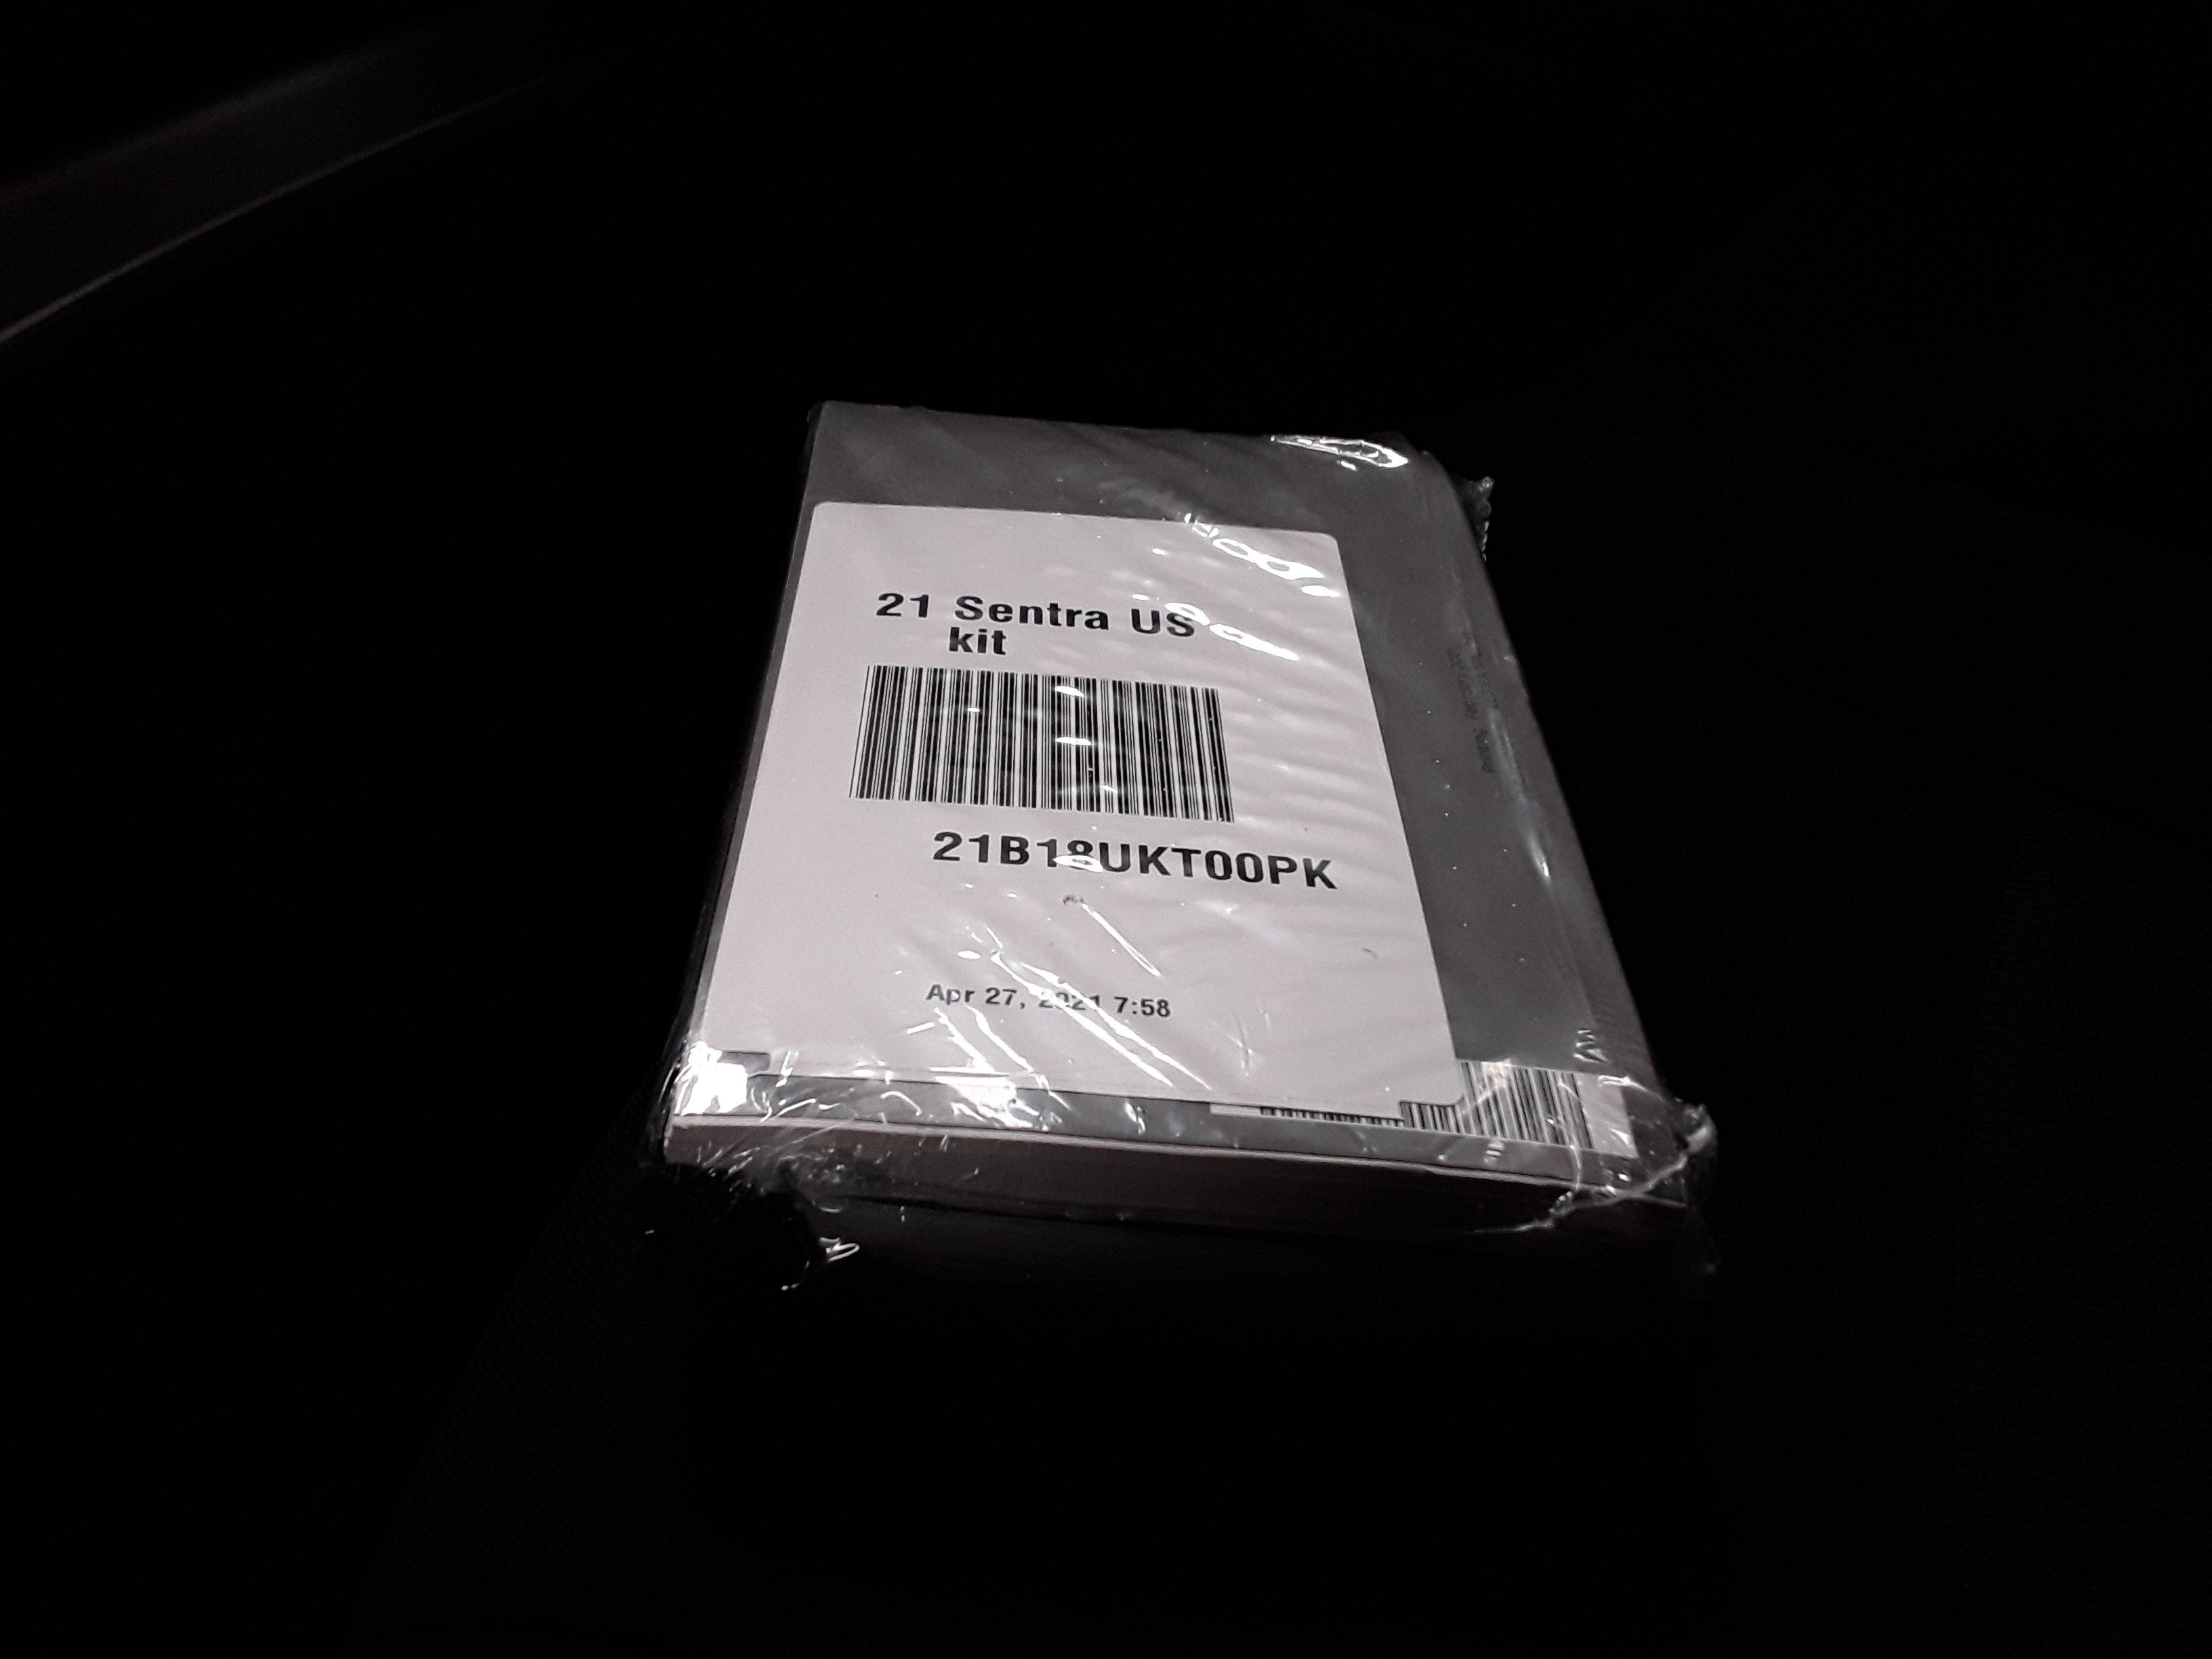 21 Sentra US
kit
21B18UKT00PK
Apr 27, 2021 7:58